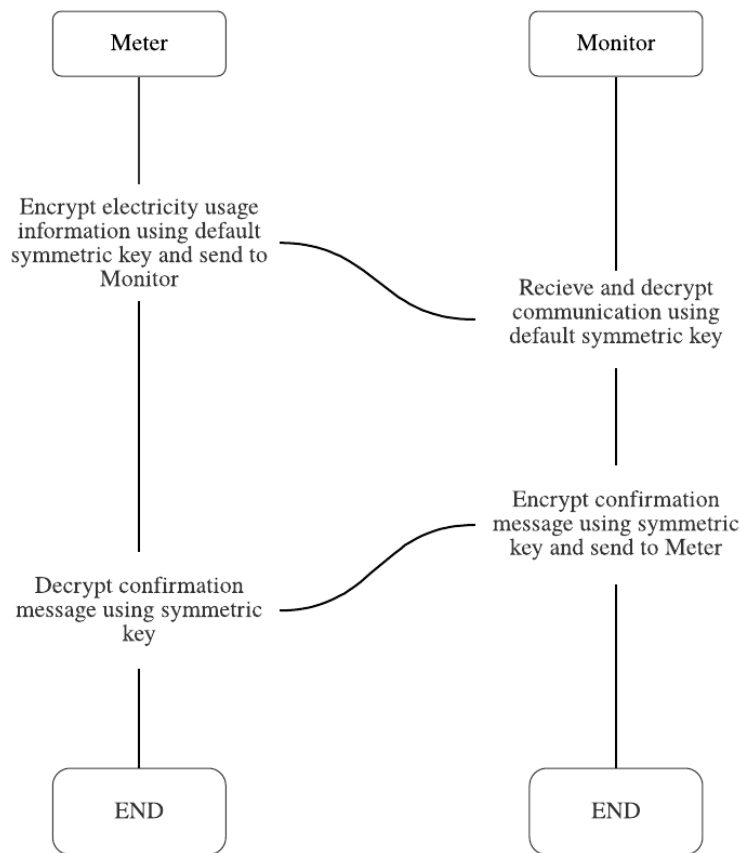 Meter
Monitor
Encrypt electricity usage
information using default
symmetric key and send to
Monitor
Recieve and decrypt
communication using
default symmetric key
Encrypt confirmation
message using symmetric
key and send to Meter
Decrypt confirmation
message using symmetric
key
END
END